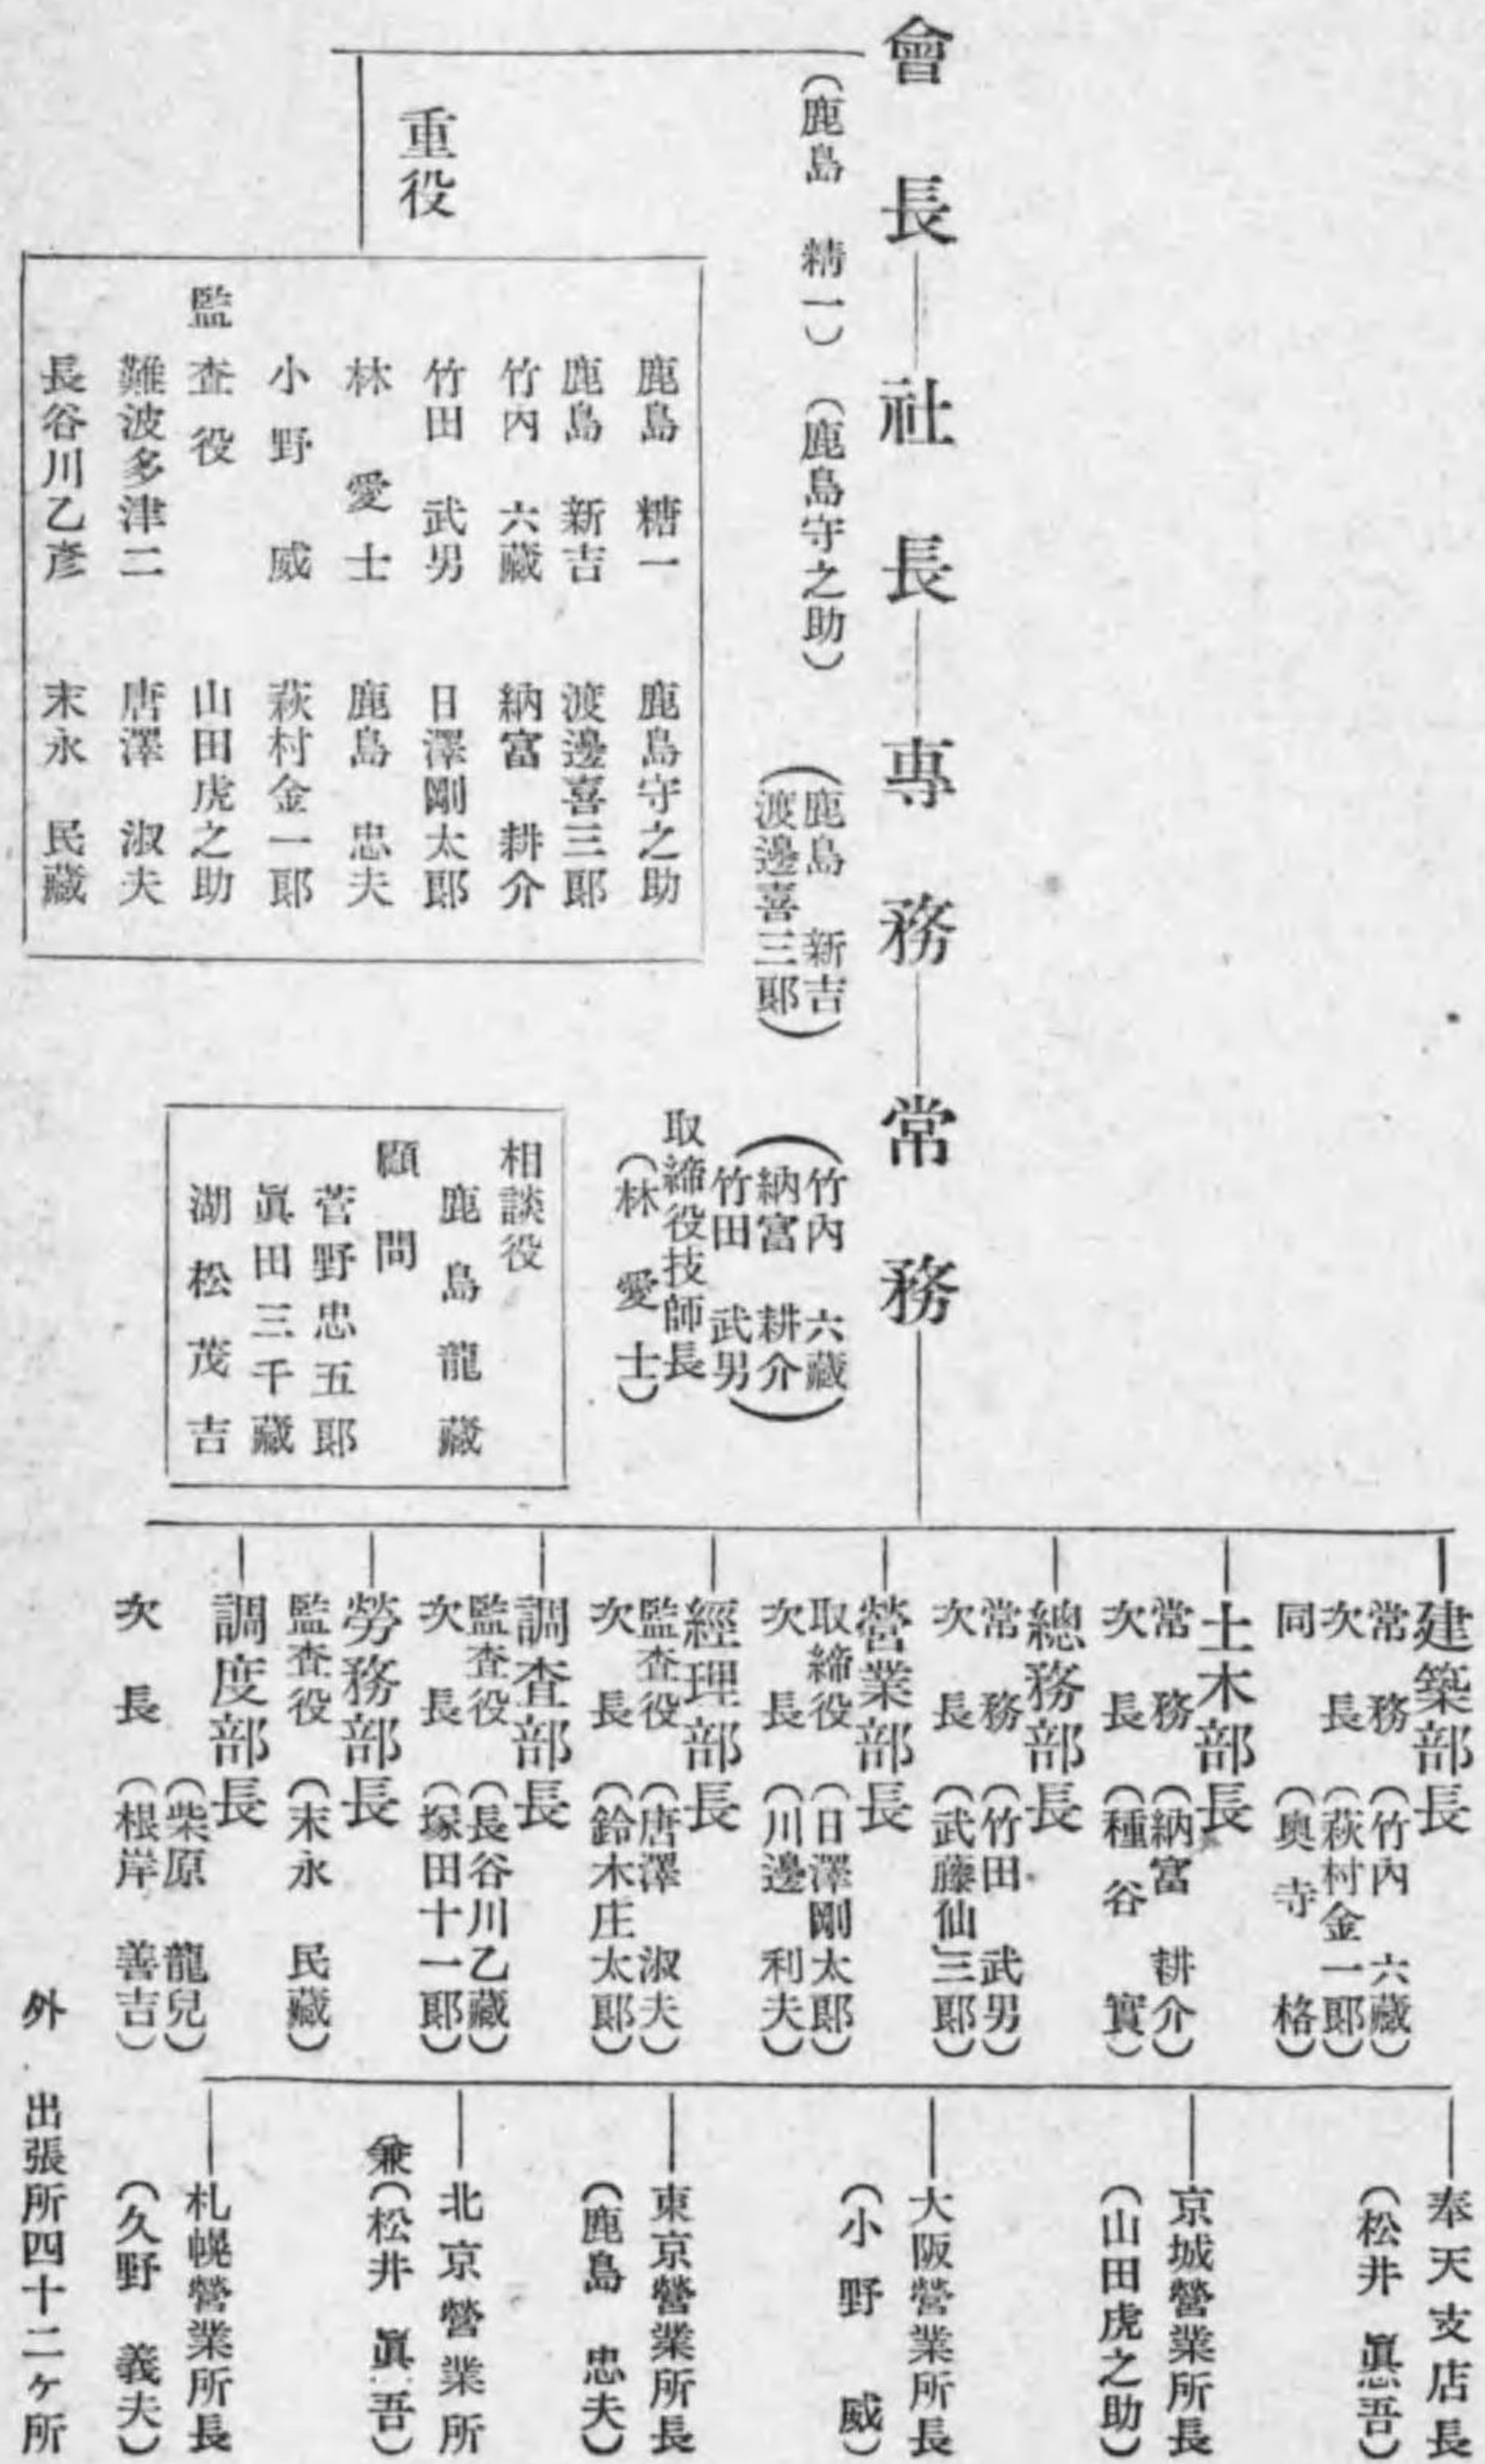 會長─社長─專務─常務
(鹿島 精一)
(鹿島守之助)
(鹿島 新吉
渡邊喜三郎)
(竹內 六藏
納富 耕介
竹田 武男)
取締役技師長
(林 愛士)
重役
鹿島 糖一 鹿島守之助
鹿島 新吉 渡邊喜三郎
竹內 六藏 納富 耕介
竹田 武男 日澤剛太郎
林 愛士 鹿島 忠夫
小野 威 萩村金一郎
監査役 山田虎之助
難波多津二 唐澤 淑夫
長谷川乙彥 末永 民藏
相談役
鹿島龍藏
顧問
菅野忠五郎
眞田三千藏
湖松茂吉
建築部長
常務(竹內 六藏)
次長(萩村金一郎)
同(奧寺 格)
土木部長
常務(納富 耕介)
次長(種谷 實)
總務部長
常務(竹田 武男)
次長(武藤仙三郎)
營業部長
取締役(日澤剛太郎)
次長(川邊 利夫)
經理部長
監査役(唐澤 淑夫)
次長(鈴木庄太郎)
調査部長
監査役(長谷川乙藏)
次長(塚田十一郎)
勞務部長
監査役(末永 民藏)
調度部長
(柴原 龍兒)
次長(根岸 善吉)
奉天支店長
(松井 眞吾)
京城營業所長
(山田虎之助)
大阪營業所長
(小野 威)
東京營業所長
(鹿島 忠夫)
北京營業所
兼(松井 眞吾)
札幌營業所長
(久野 義夫)
外 出張所四十二ヶ所